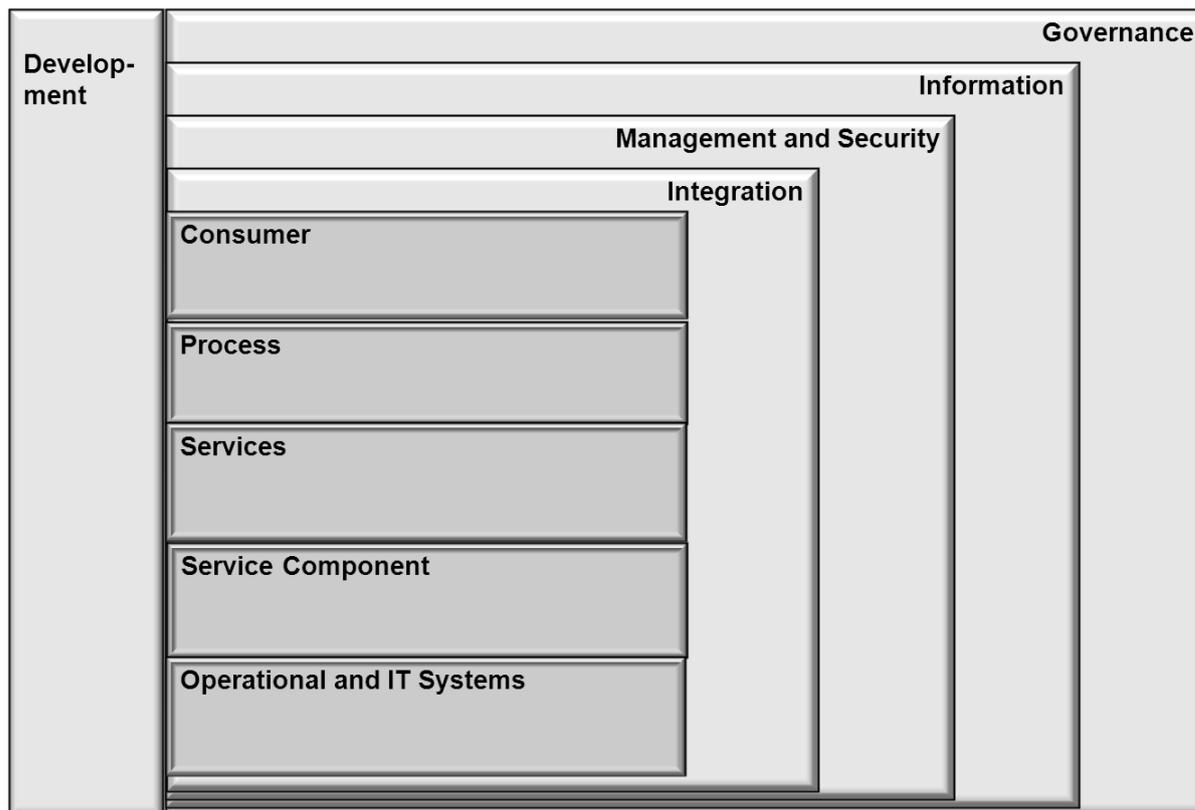 Governance
Develop-
ment
Information
Management and Security
Integration
Consumer
Process
Services
Service Component
Operational and IT Systems